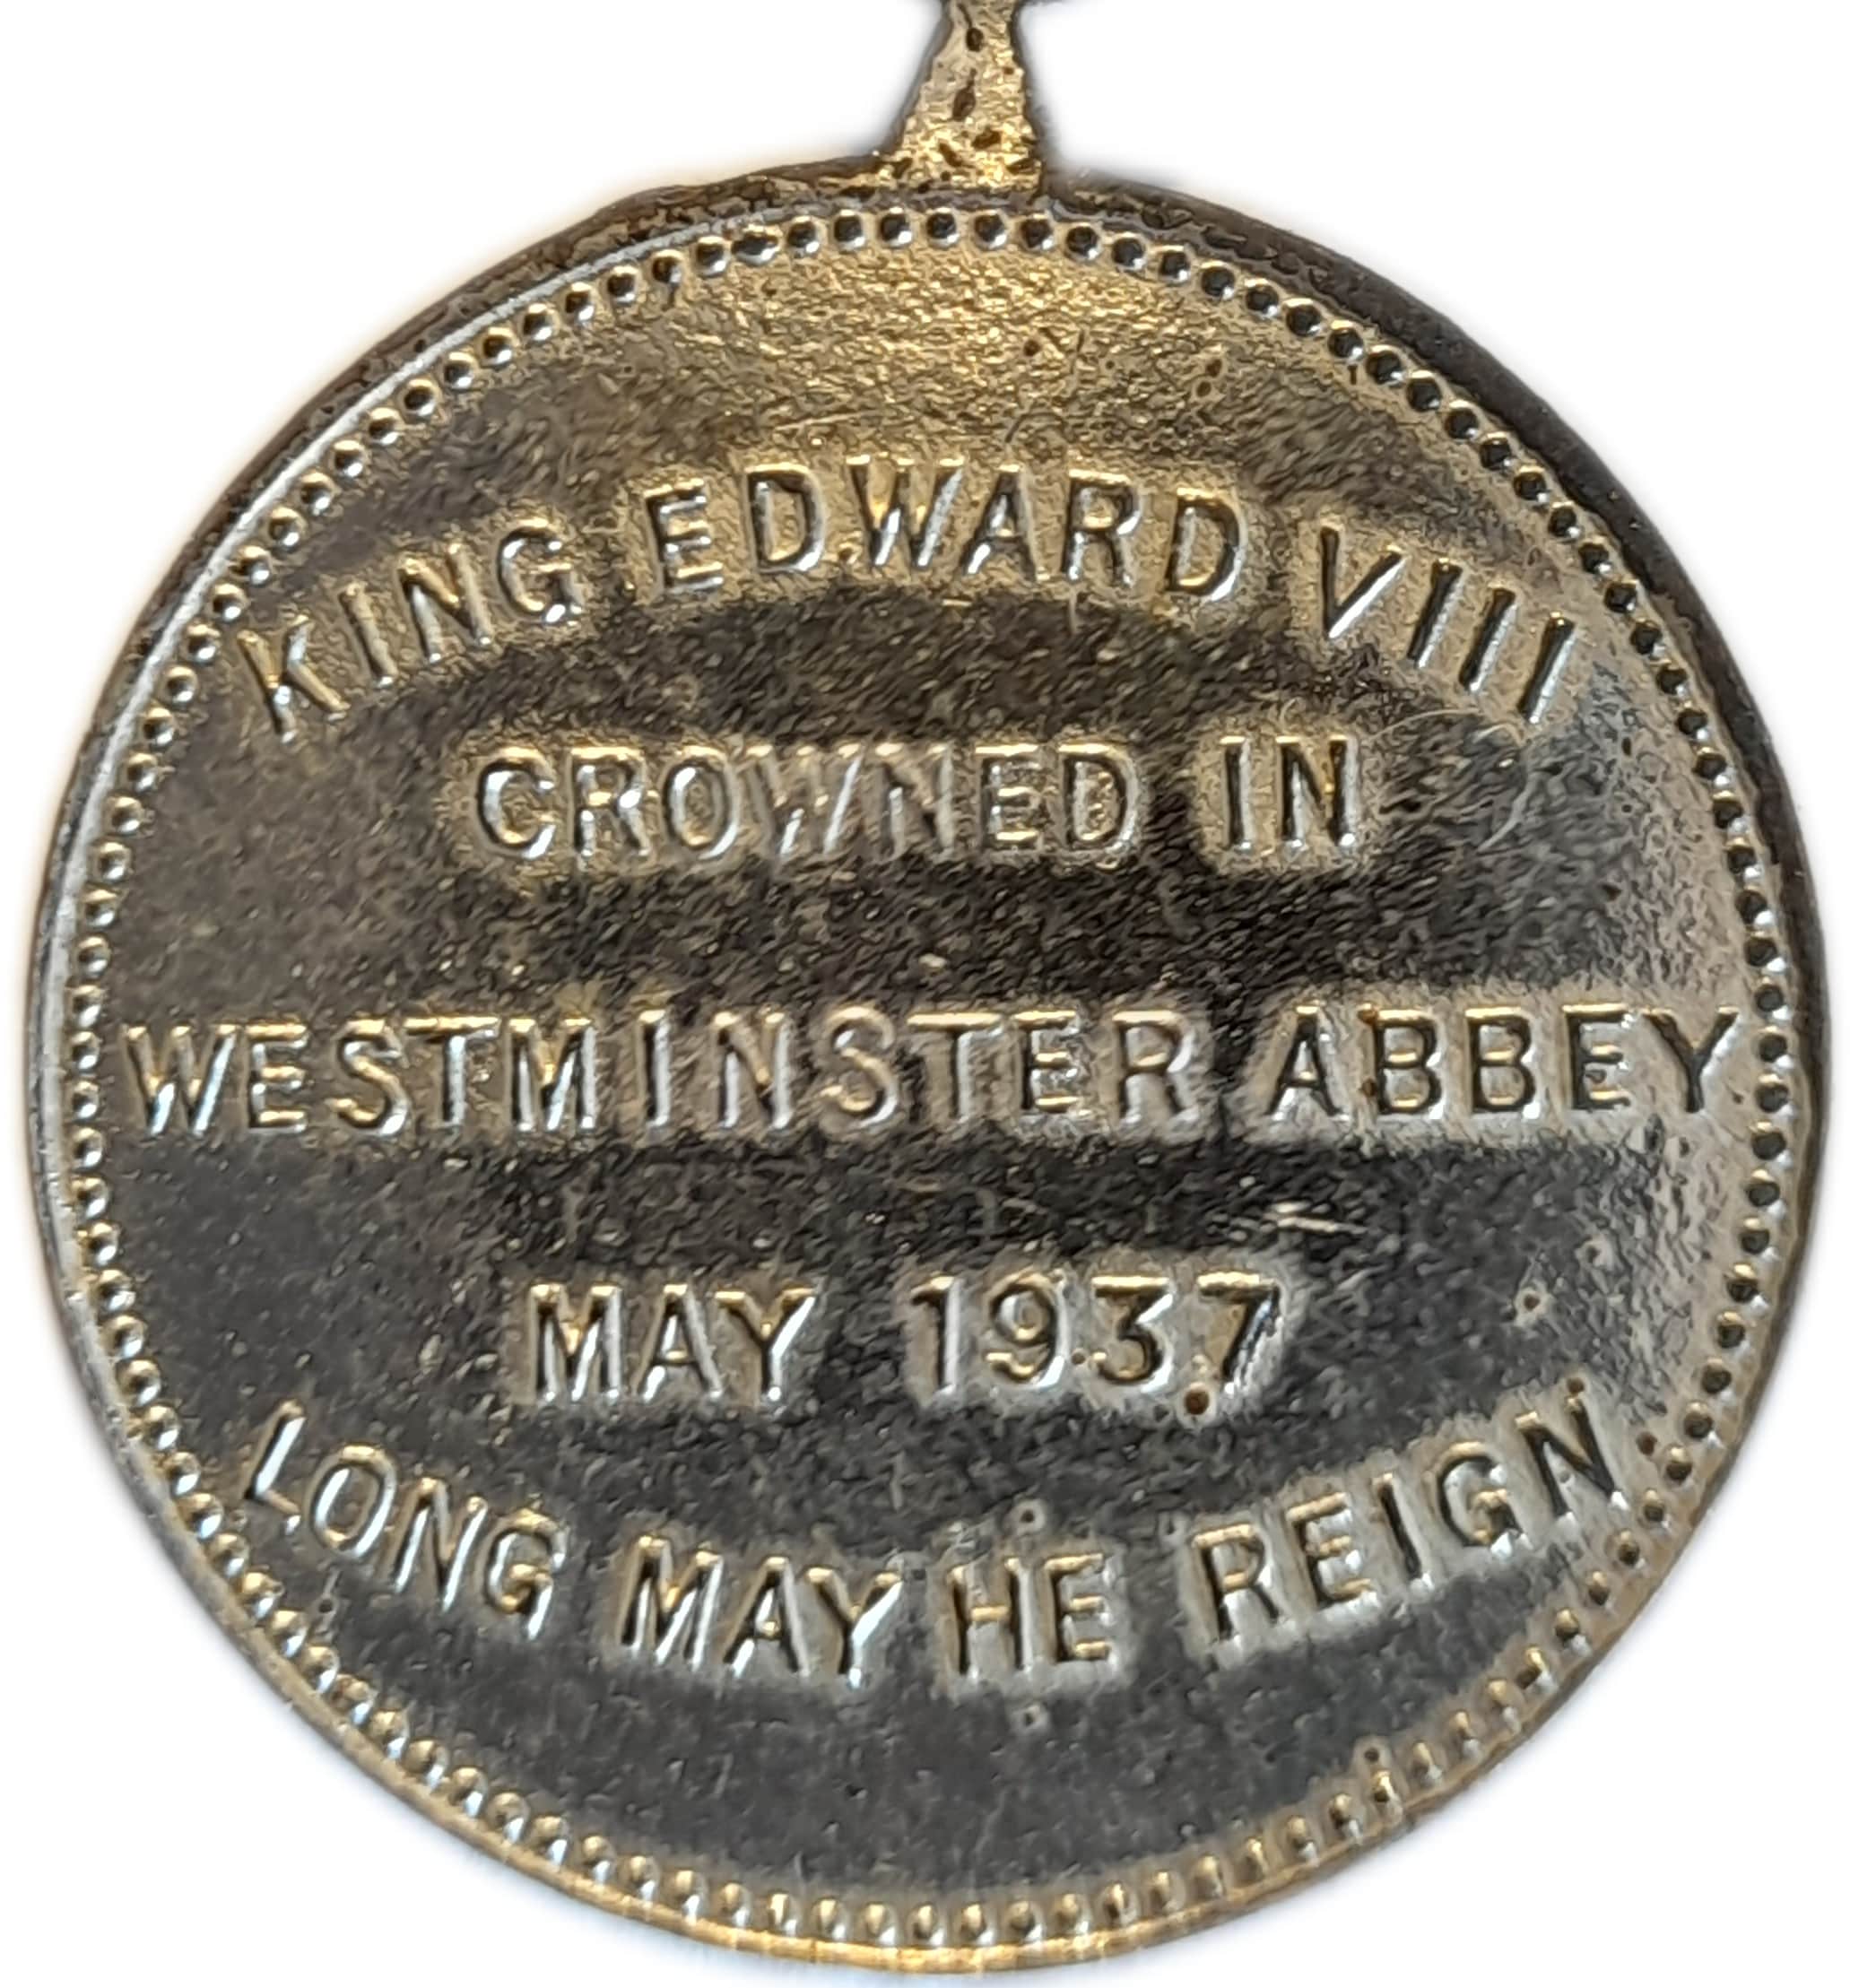 KING EDWARD VIII
CROWNED IN
WESTMINSTER ABBEY
MAY 1937
LONG MAY HE REIGN